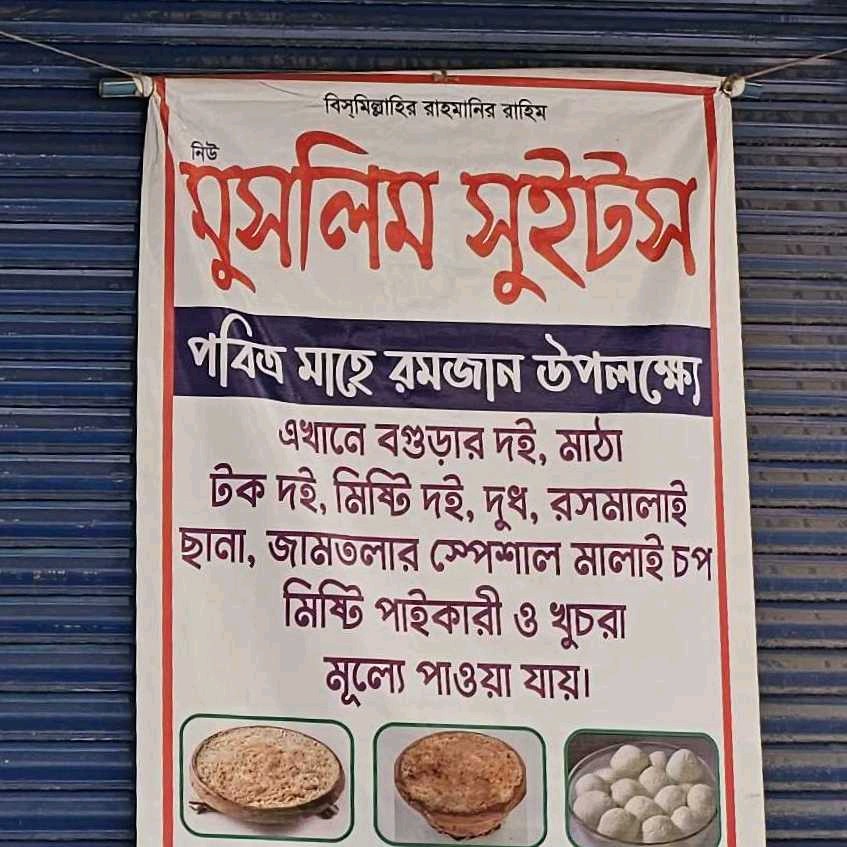 বিস্‌মিল্লাহির রাহমানির রাহিম
নিউ
মুসলিম সুইটস
পবিত্র মাহে রমজান উপলক্ষ্যে
এখানে বগুড়ার দই, মাঠা
টক দই, মিষ্টি দই, দুধ, রসমালাই
ছানা, জামতলার স্পেশাল মালাই চপ
মিষ্টি পাইকারী ও খুচরা
মূল্যে পাওয়া যায়।